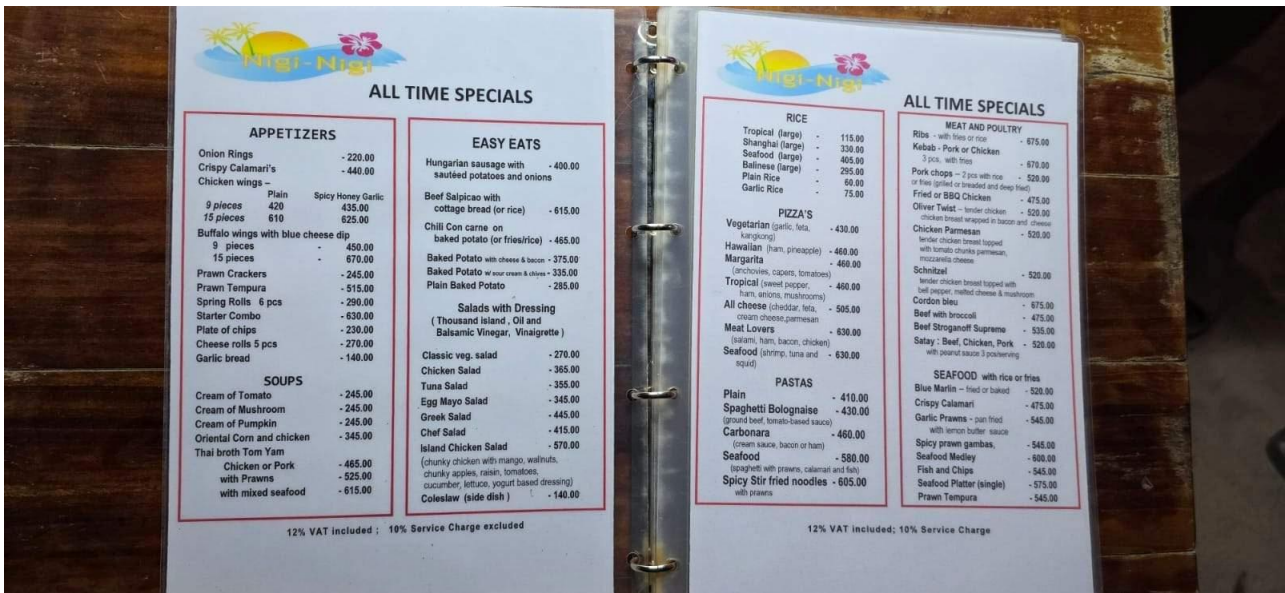 Nigi-Nigi
ALL TIME SPECIALS
APPETIZERS
Onion Rings - 220.00
Crispy Calamari's - 440.00
Chicken wings –
Plain Spicy Honey Garlic
9 pieces 420 435.00
15 pieces 610 625.00
Buffalo wings with blue cheese dip
9 pieces - 450.00
15 pieces - 670.00
Prawn Crackers - 245.00
Prawn Tempura - 515.00
Spring Rolls 6 pcs - 290.00
Starter Combo - 630.00
Plate of chips - 230.00
Cheese rolls 5 pcs - 270.00
Garlic bread - 140.00
SOUPS
Cream of Tomato - 245.00
Cream of Mushroom - 245.00
Cream of Pumpkin - 245.00
Oriental Corn and chicken - 345.00
Thai broth Tom Yam
Chicken or Pork - 465.00
with Prawns - 525.00
with mixed seafood - 615.00
EASY EATS
Hungarian sausage with - 400.00
sautéed potatoes and onions
Beef Salpicao with
cottage bread (or rice) - 615.00
Chili Con carne on
baked potato (or fries/rice) - 465.00
Baked Potato with cheese & bacon - 375.00
Baked Potato w/ sour cream & chives - 335.00
Plain Baked Potato - 285.00
Salads with Dressing
( Thousand island , Oil and
Balsamic Vinegar, Vinaigrette )
Classic veg. salad - 270.00
Chicken Salad - 365.00
Tuna Salad - 355.00
Egg Mayo Salad - 345.00
Greek Salad - 445.00
Chef Salad - 415.00
Island Chicken Salad - 570.00
(chunky chicken with mango, wallnuts,
chunky apples, raisin, tomatoes,
cucumber, lettuce, yogurt based dressing)
Coleslaw (side dish ) - 140.00
12% VAT included ; 10% Service Charge excluded
Nigi-Nigi
ALL TIME SPECIALS
RICE
Tropical (large) - 115.00
Shanghai (large) - 330.00
Seafood (large) - 405.00
Balinese (large) - 295.00
Plain Rice - 60.00
Garlic Rice - 75.00
PIZZA'S
Vegetarian (garlic, feta, - 430.00
kangkong)
Hawaiian (ham, pineapple) - 460.00
Margarita - 460.00
(anchovies, capers, tomatoes)
Tropical (sweet pepper, - 460.00
ham, onions, mushrooms)
All cheese (cheddar, feta, - 505.00
cream cheese,parmesan
Meat Lovers - 630.00
(salami, ham, bacon, chicken)
Seafood (shrimp, tuna and - 630.00
squid)
PASTAS
Plain - 410.00
Spaghetti Bolognaise - 430.00
(ground beef, tomato-based sauce)
Carbonara - 460.00
(cream sauce, bacon or ham)
Seafood - 580.00
(spaghetti with prawns, calamari and fish)
Spicy Stir fried noodles - 605.00
with prawns
MEAT AND POULTRY
Ribs - with fries or rice - 675.00
Kebab - Pork or Chicken
3 pcs, with fries - 670.00
Pork chops – 2 pcs with rice - 520.00
or fries (grilled or breaded and deep fried)
Fried or BBQ Chicken - 475.00
Oliver Twist – tender chicken - 520.00
chicken breast wrapped in bacon and cheese
Chicken Parmesan - 520.00
tender chicken breast topped
with tomato chunks parmesan,
mozzarella cheese
Schnitzel - 520.00
tender chicken breast topped with
bell pepper, melted cheese & mushroom
Cordon bleu - 675.00
Beef with broccoli - 475.00
Beef Stroganoff Supreme - 535.00
Satay : Beef, Chicken, Pork - 520.00
with peanut sauce 3 pcs/serving
SEAFOOD with rice or fries
Blue Marlin – fried or baked - 520.00
Crispy Calamari - 475.00
Garlic Prawns - pan fried - 545.00
with lemon butter sauce
Spicy prawn gambas, - 545.00
Seafood Medley - 600.00
Fish and Chips - 545.00
Seafood Platter (single) - 575.00
Prawn Tempura - 545.00
12% VAT included; 10% Service Charge